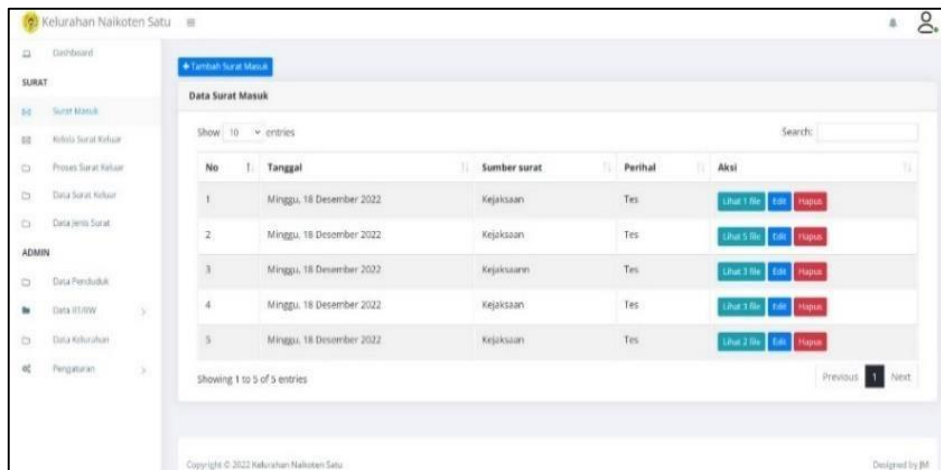 Kelurahan Naikoten Satu
Dashboard
SURAT
Surat Masuk
Kelola Surat Keluar
Proses Surat Keluar
Data Surat Keluar
Data Jenis Surat
ADMIN
Data Penduduk
Data RT/RW
Data Kelurahan
Pengaturan
+ Tambah Surat Masuk
Data Surat Masuk
Show 10 entries Search:
No Tanggal Sumber surat Perihal Aksi
1 Minggu, 18 Desember 2022 Kejaksaan Tes Lihat 1 file Edit Hapus
2 Minggu, 18 Desember 2022 Kejaksaan Tes Lihat 5 file Edit Hapus
3 Minggu, 18 Desember 2022 Kejaksaann Tes Lihat 3 file Edit Hapus
4 Minggu, 18 Desember 2022 Kejaksaan Tes Lihat 3 file Edit Hapus
5 Minggu, 18 Desember 2022 Kejaksaan Tes Lihat 2 file Edit Hapus
Showing 1 to 5 of 5 entries Previous 1 Next
Copyright © 2022 Kelurahan Naikoten Satu Designed by JM